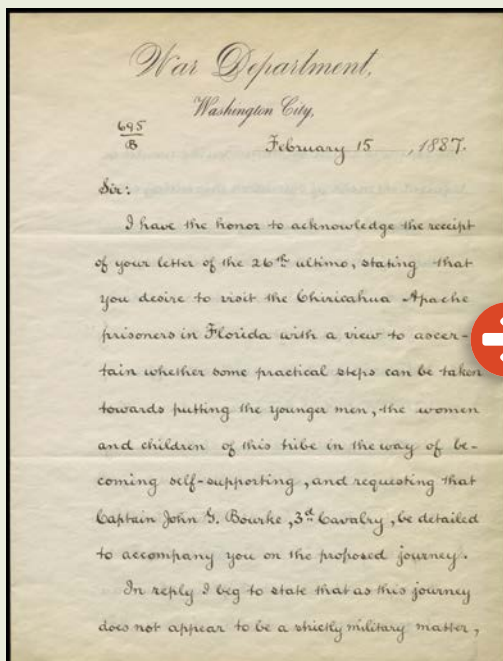 War Department,
Washington City,
695
B
February 15, 1887.
Sir:
I have the honor to acknowledge the receipt
of your letter of the 26th ultimo, stating that
you desire to visit the Chiricahua Apache
prisoners in Florida with a view to ascer-
tain whether some practical steps can be taken
towards putting the younger men, the women
and children of this tribe in the way of be-
coming self-supporting, and requesting that
Captain John G. Bourke, 3d Cavalry, be detailed
to accompany you on the proposed journey.
In reply I beg to state that as this journey
does not appear to be a strictly military matter,